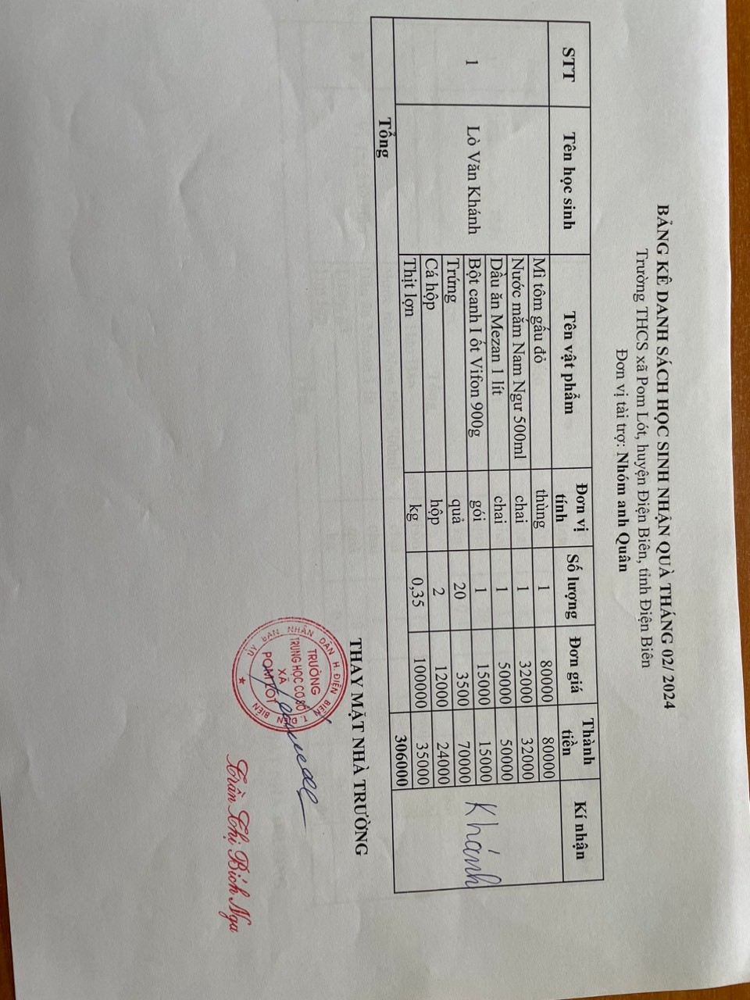 BẢNG KÊ DANH SÁCH HỌC SINH NHẬN QUÀ THÁNG 02/ 2024
Trường THCS xã Pom Lót, huyện Điện Biên, tỉnh Điện Biên
Đơn vị tài trợ: Nhóm anh Quân
STT Tên học sinh Tên vật phẩm Đơn vị tính Số lượng Đơn giá Thành tiền Kí nhận
1 Lò Văn Khánh Mì tôm gấu đỏ thùng 1 80000 80000 Khánh
Nước mắm Nam Ngư 500ml chai 1 32000 32000
Dầu ăn Mezan 1 lít chai 1 50000 50000
Bột canh I ốt Vifon 900g gói 1 15000 15000
Trứng quả 20 3500 70000
Cá hộp hộp 2 12000 24000
Thịt lợn kg 0,35 100000 35000
Tổng 306000
THAY MẶT NHÀ TRƯỜNG
ỦY BAN NHÂN DÂN H. ĐIỆN BIÊN T. ĐIỆN BIÊN
TRƯỜNG
TRUNG HỌC CƠ SỞ
XÃ
POM LÓT
Trần Thị Bích Nga